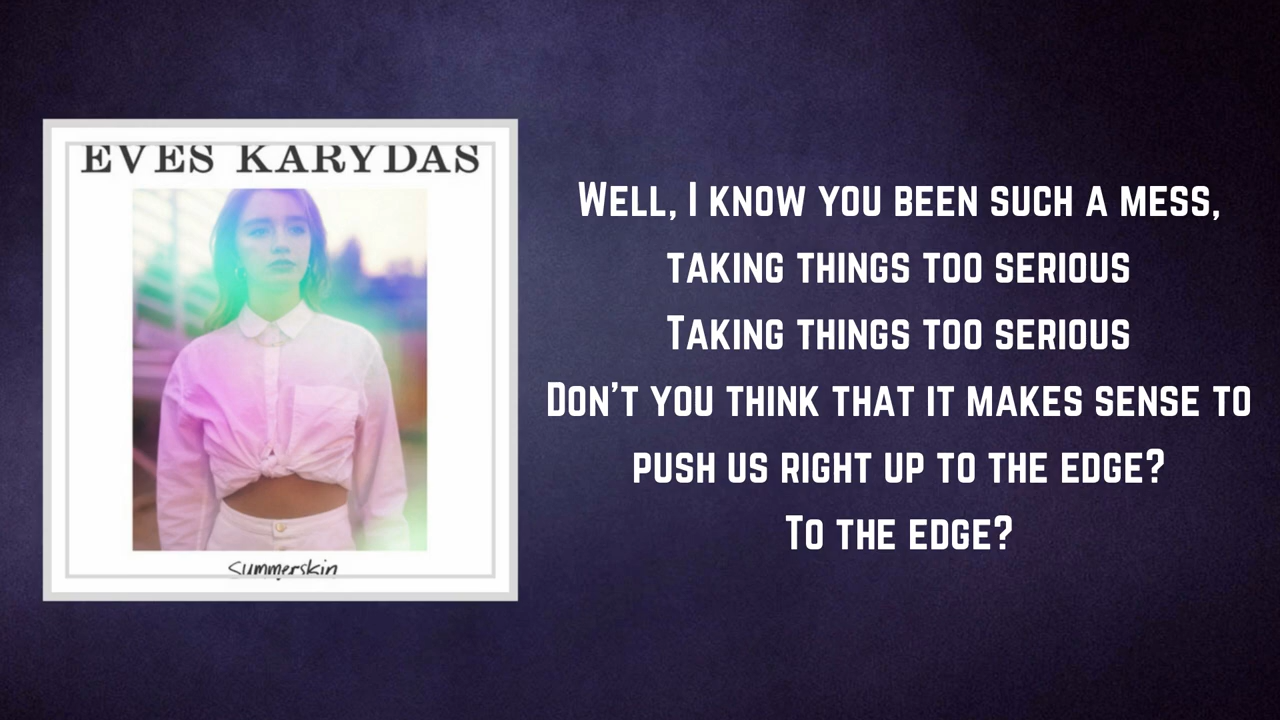 EVES KARYDAS
Summerskin
Well, I know you been such a mess,
taking things too serious
Taking things too serious
Don't you think that it makes sense to
push us right up to the edge?
To the edge?